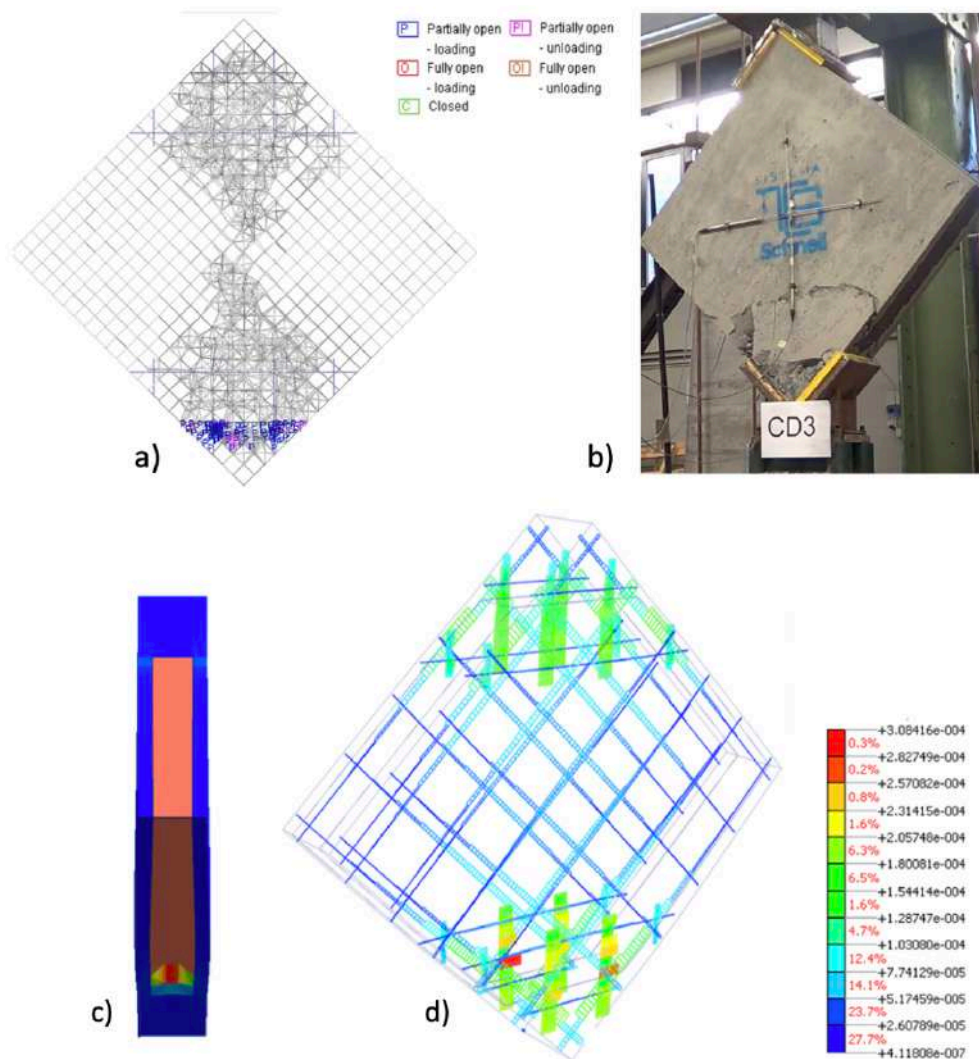 P Partially open
- loading
PI Partially open
- unloading
O Fully open
- loading
OI Fully open
- unloading
C Closed
a)
b)
Schnell
CD3
c)
d)
+3.08416e-004
0.3%
+2.82749e-004
0.2%
+2.57082e-004
0.8%
+2.31415e-004
1.6%
+2.05748e-004
6.3%
+1.80081e-004
6.5%
+1.54414e-004
1.6%
+1.28747e-004
4.7%
+1.03080e-004
12.4%
+7.74129e-005
14.1%
+5.17459e-005
23.7%
+2.60789e-005
27.7%
+4.11808e-007